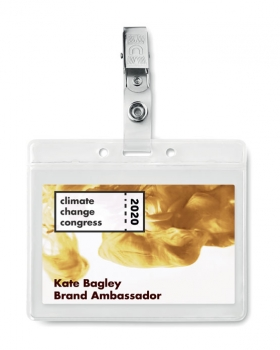 climate
change
congress
2020
Kate Bagley
Brand Ambassador